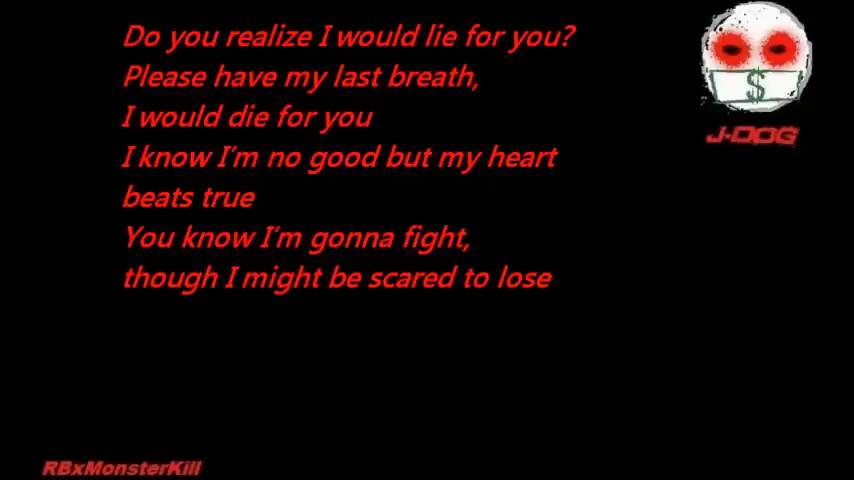 Do you realize I would lie for you?
Please have my last breath,
I would die for you
I know I'm no good but my heart
beats true
You know I'm gonna fight,
though I might be scared to lose
$
J-DOG
RBxMonsterKill